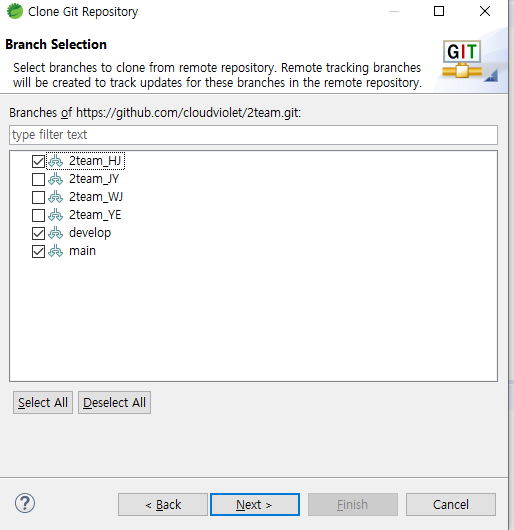 Clone Git Repository
Branch Selection
Select branches to clone from remote repository. Remote tracking branches
will be created to track updates for these branches in the remote repository.
GIT
Branches of https://github.com/cloudviolet/2team.git:
type filter text
2team_HJ
2team_JY
2team_WJ
2team_YE
develop
main
Select All Deselect All
? < Back Next > Finish Cancel